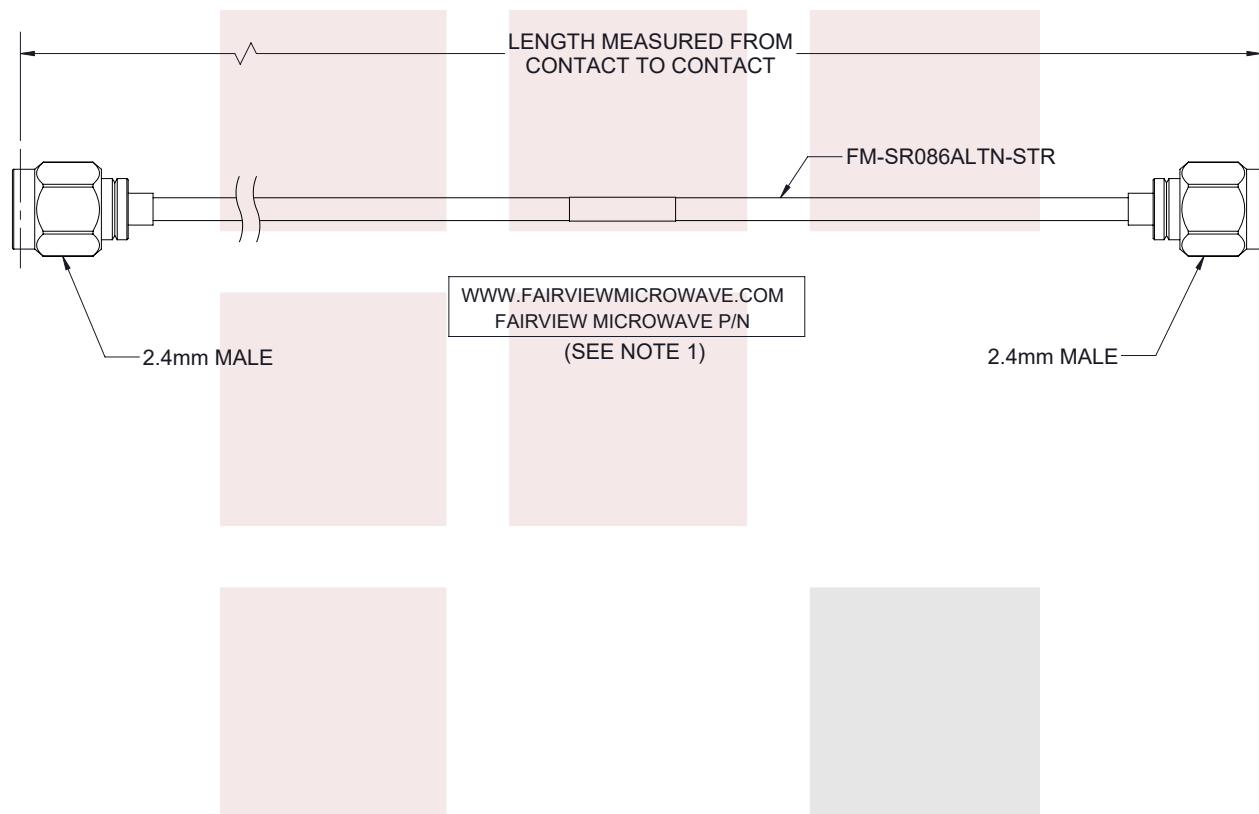 LENGTH MEASURED FROM
CONTACT TO CONTACT
FM-SR086ALTN-STR
WWW.FAIRVIEWMICROWAVE.COM
FAIRVIEW MICROWAVE P/N
(SEE NOTE 1)
2.4mm MALE
2.4mm MALE